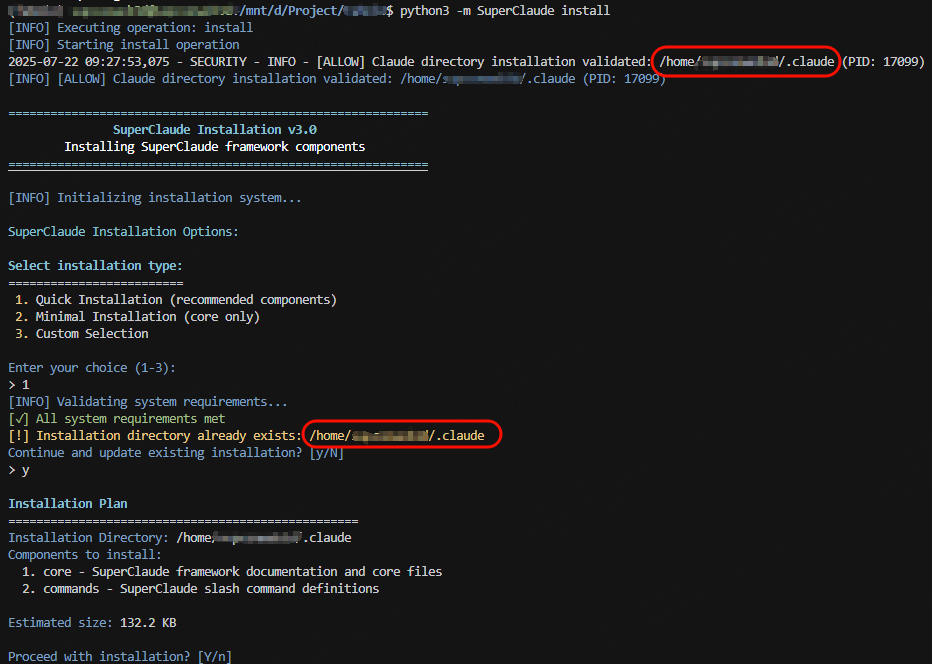 :/mnt/d/Project/ $ python3 -m SuperClaude install
[INFO] Executing operation: install
[INFO] Starting install operation
2025-07-22 09:27:53,075 - SECURITY - INFO - [ALLOW] Claude directory installation validated: /home/ /.claude (PID: 17099)
[INFO] [ALLOW] Claude directory installation validated: /home/ /.claude (PID: 17099)
============================================================
SuperClaude Installation v3.0
Installing SuperClaude framework components
============================================================
[INFO] Initializing installation system...
SuperClaude Installation Options:
Select installation type:
=========================
1. Quick Installation (recommended components)
2. Minimal Installation (core only)
3. Custom Selection
Enter your choice (1-3):
> 1
[INFO] Validating system requirements...
[✓] All system requirements met
[!] Installation directory already exists: /home/ /.claude
Continue and update existing installation? [y/N]
> y
Installation Plan
==================================================
Installation Directory: /home/ /.claude
Components to install:
1. core - SuperClaude framework documentation and core files
2. commands - SuperClaude slash command definitions
Estimated size: 132.2 KB
Proceed with installation? [Y/n]